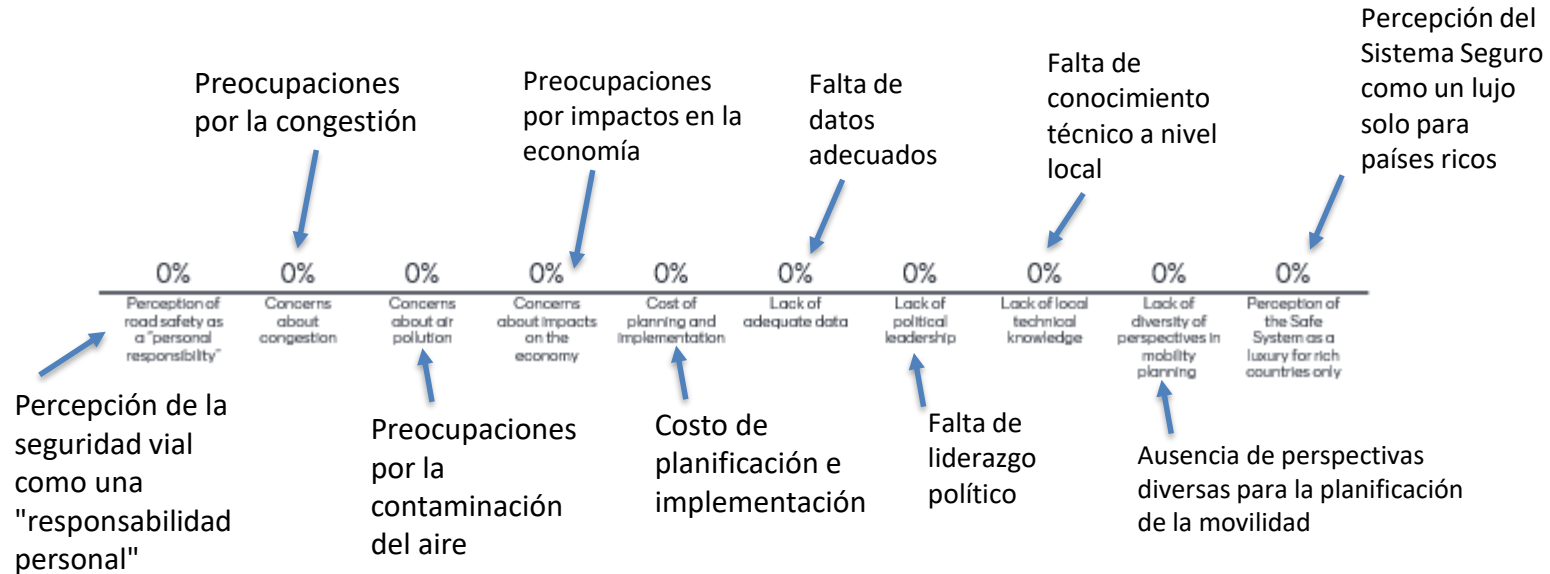 Percepción del
Sistema Seguro
como un lujo
solo para
países ricos
Preocupaciones
por la congestión
Preocupaciones
por impactos en la
economía
Falta de
datos
adecuados
Falta de
conocimiento
técnico a nivel
local
0% 0% 0% 0% 0% 0% 0% 0% 0% 0%
Perception of
road safety as
a "personal
responsibility"
Concerns
about
congestion
Concerns
about air
pollution
Concerns
about impacts
on the
economy
Cost of
planning and
implementation
Lack of
adequate data
Lack of
political
leadership
Lack of local
technical
knowledge
Lack of
diversity of
perspectives in
mobility
planning
Perception of
the Safe
System as a
luxury for rich
countries only
Percepción de la
seguridad vial
como una
"responsabilidad
personal"
Preocupaciones
por la
contaminación
del aire
Costo de
planificación e
implementación
Falta de
liderazgo
político
Ausencia de perspectivas
diversas para la planificación
de la movilidad